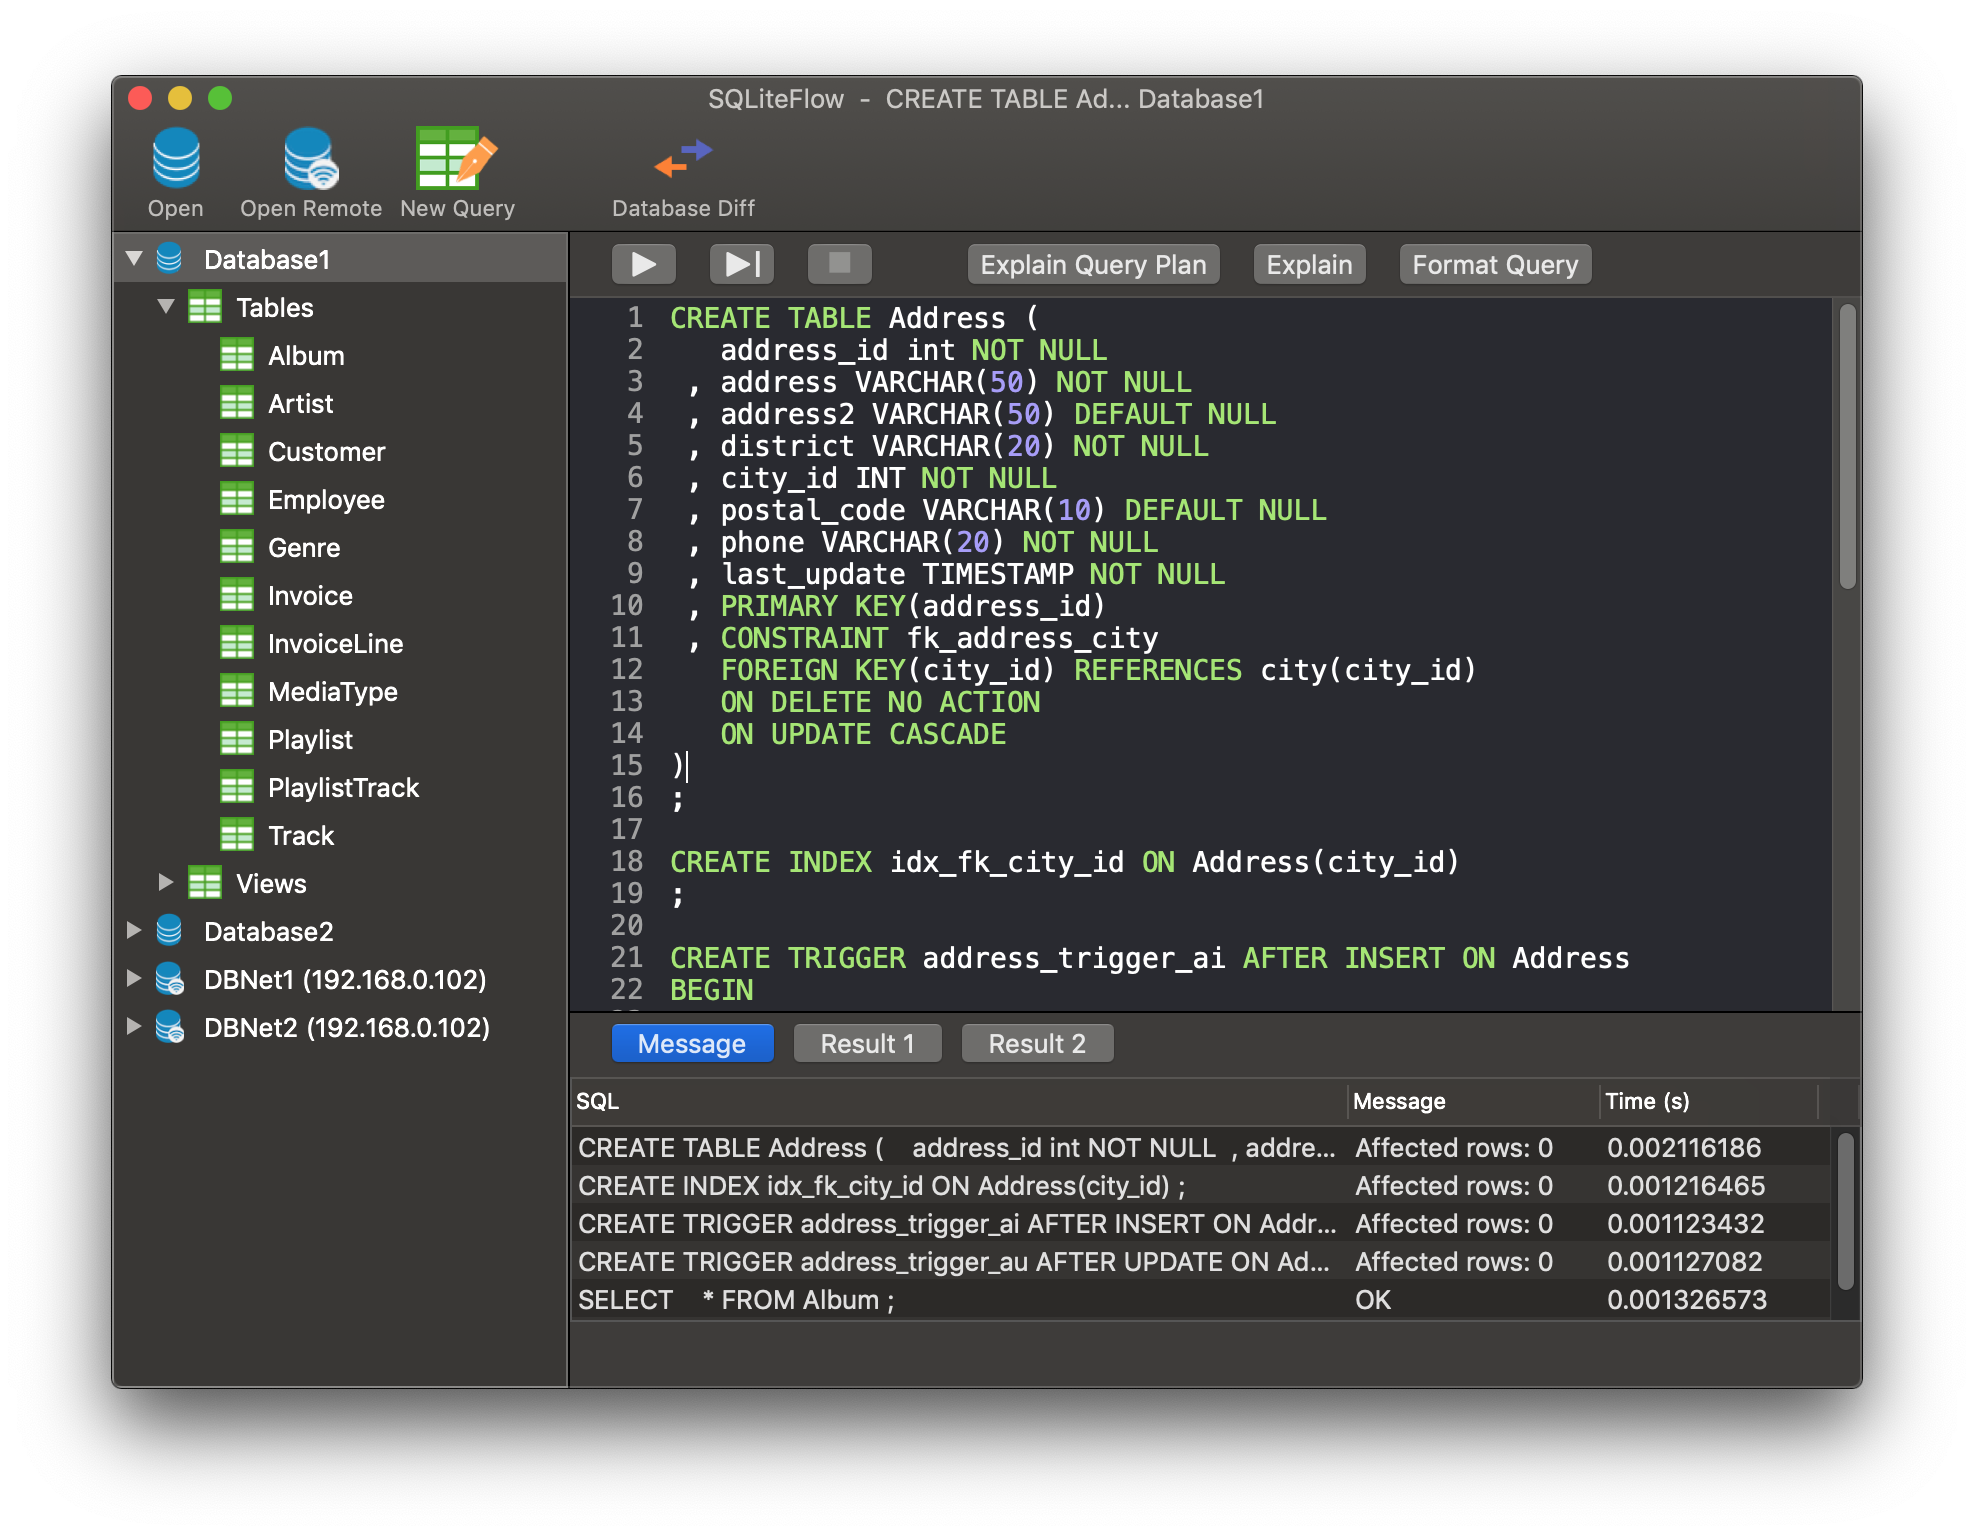 SQLiteFlow - CREATE TABLE Ad... Database1
Open
Open Remote
New Query
Database Diff
Database1
Tables
Album
Artist
Customer
Employee
Genre
Invoice
InvoiceLine
MediaType
Playlist
PlaylistTrack
Track
Views
Database2
DBNet1 (192.168.0.102)
DBNet2 (192.168.0.102)
Explain Query Plan
Explain
Format Query
1 CREATE TABLE Address (
2 address_id int NOT NULL
3 , address VARCHAR(50) NOT NULL
4 , address2 VARCHAR(50) DEFAULT NULL
5 , district VARCHAR(20) NOT NULL
6 , city_id INT NOT NULL
7 , postal_code VARCHAR(10) DEFAULT NULL
8 , phone VARCHAR(20) NOT NULL
9 , last_update TIMESTAMP NOT NULL
10 , PRIMARY KEY(address_id)
11 , CONSTRAINT fk_address_city
12 FOREIGN KEY(city_id) REFERENCES city(city_id)
13 ON DELETE NO ACTION
14 ON UPDATE CASCADE
15 )
16 ;
17
18 CREATE INDEX idx_fk_city_id ON Address(city_id)
19 ;
20
21 CREATE TRIGGER address_trigger_ai AFTER INSERT ON Address
22 BEGIN
Message
Result 1
Result 2
SQL Message Time (s)
CREATE TABLE Address ( address_id int NOT NULL , addre... Affected rows: 0 0.002116186
CREATE INDEX idx_fk_city_id ON Address(city_id) ; Affected rows: 0 0.001216465
CREATE TRIGGER address_trigger_ai AFTER INSERT ON Addr... Affected rows: 0 0.001123432
CREATE TRIGGER address_trigger_au AFTER UPDATE ON Ad... Affected rows: 0 0.001127082
SELECT * FROM Album ; OK 0.001326573